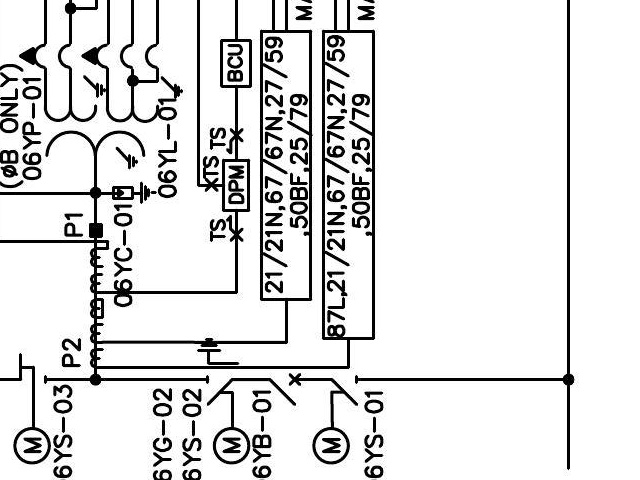 (øB ONLY)
06YP-01
06YL-01
BCU
TS
XTS
DPM
TS
MA
21/21N,67/67N,27/59
,50BF,25/79
MA
87L,21/21N,67/67N,27/59
,50BF,25/79
P1
06YC-01
P2
M
6YS-03
6YG-02
6YS-02
M
6YB-01
M
6YS-01